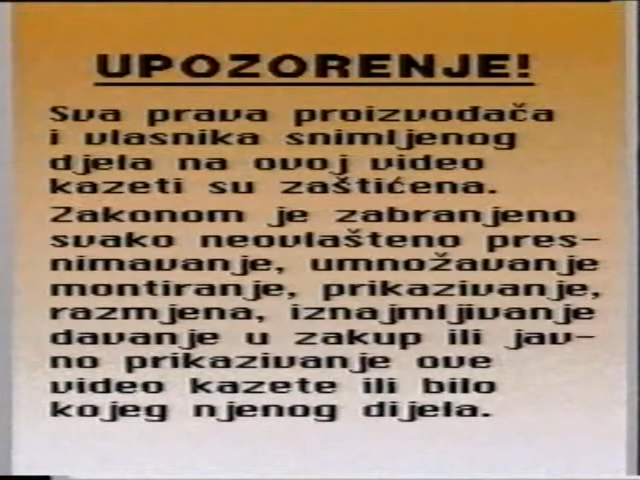 UPOZORENJE!
Sva prava proizvođača
i vlasnika snimljenog
djela na ovoj video
kazeti su zaštićena.
Zakonom je zabranjeno
svako neovlašteno pres-
nimavanje, umnožavanje
montiranje, prikazivanje,
razmjena, iznajmljivanje
davanje u zakup ili jav-
no prikazivanje ove
video kazete ili bilo
kojeg njenog dijela.